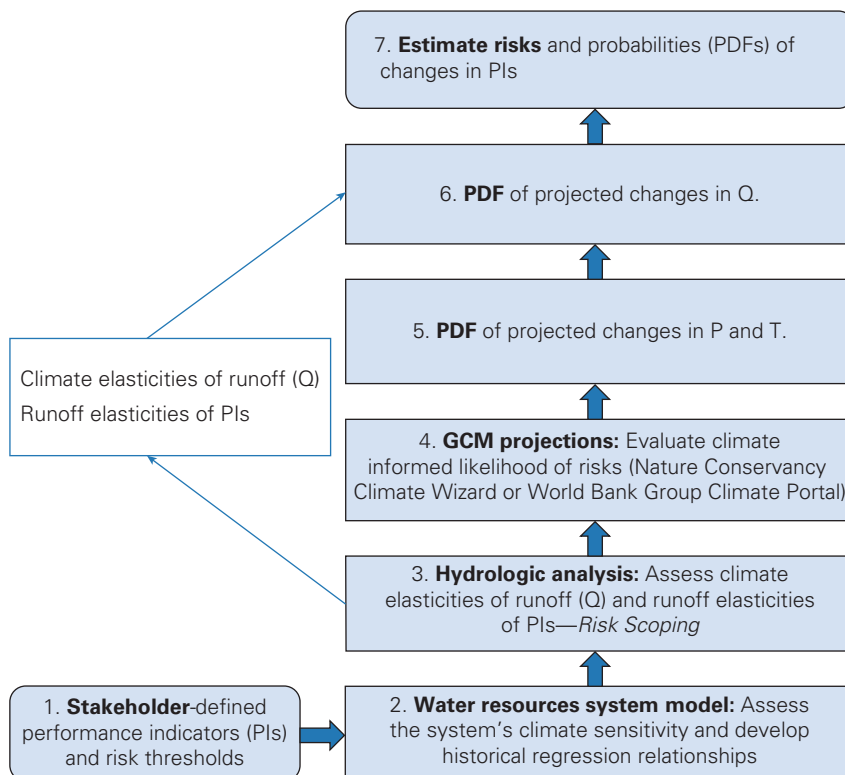 7. Estimate risks and probabilities (PDFs) of
changes in PIs
6. PDF of projected changes in Q.
5. PDF of projected changes in P and T.
Climate elasticities of runoff (Q)
Runoff elasticities of PIs
4. GCM projections: Evaluate climate
informed likelihood of risks (Nature Conservancy
Climate Wizard or World Bank Group Climate Portal)
3. Hydrologic analysis: Assess climate
elasticities of runoff (Q) and runoff elasticities
of PIs—Risk Scoping
1. Stakeholder-defined
performance indicators (PIs)
and risk thresholds
2. Water resources system model: Assess
the system's climate sensitivity and develop
historical regression relationships